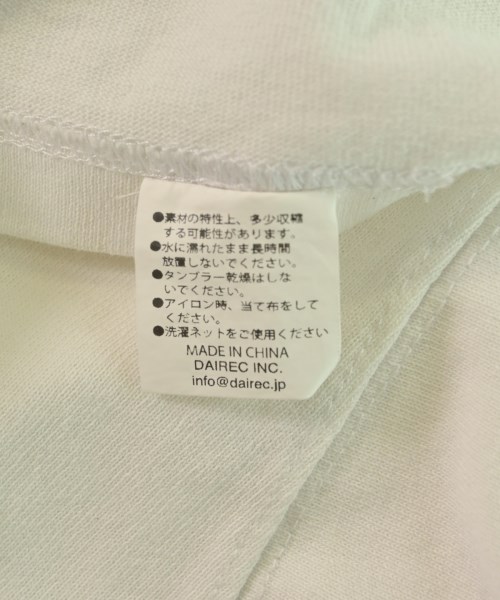 ●素材の特性上、多少収縮
する可能性があります。
●水に濡れたまま長時間
放置しないでください。
●タンブラー乾燥はしな
いでください。
●アイロン時、当て布をして
ください。
●洗濯ネットをご使用ください
MADE IN CHINA
DAIREC INC.
info@dairec.jp